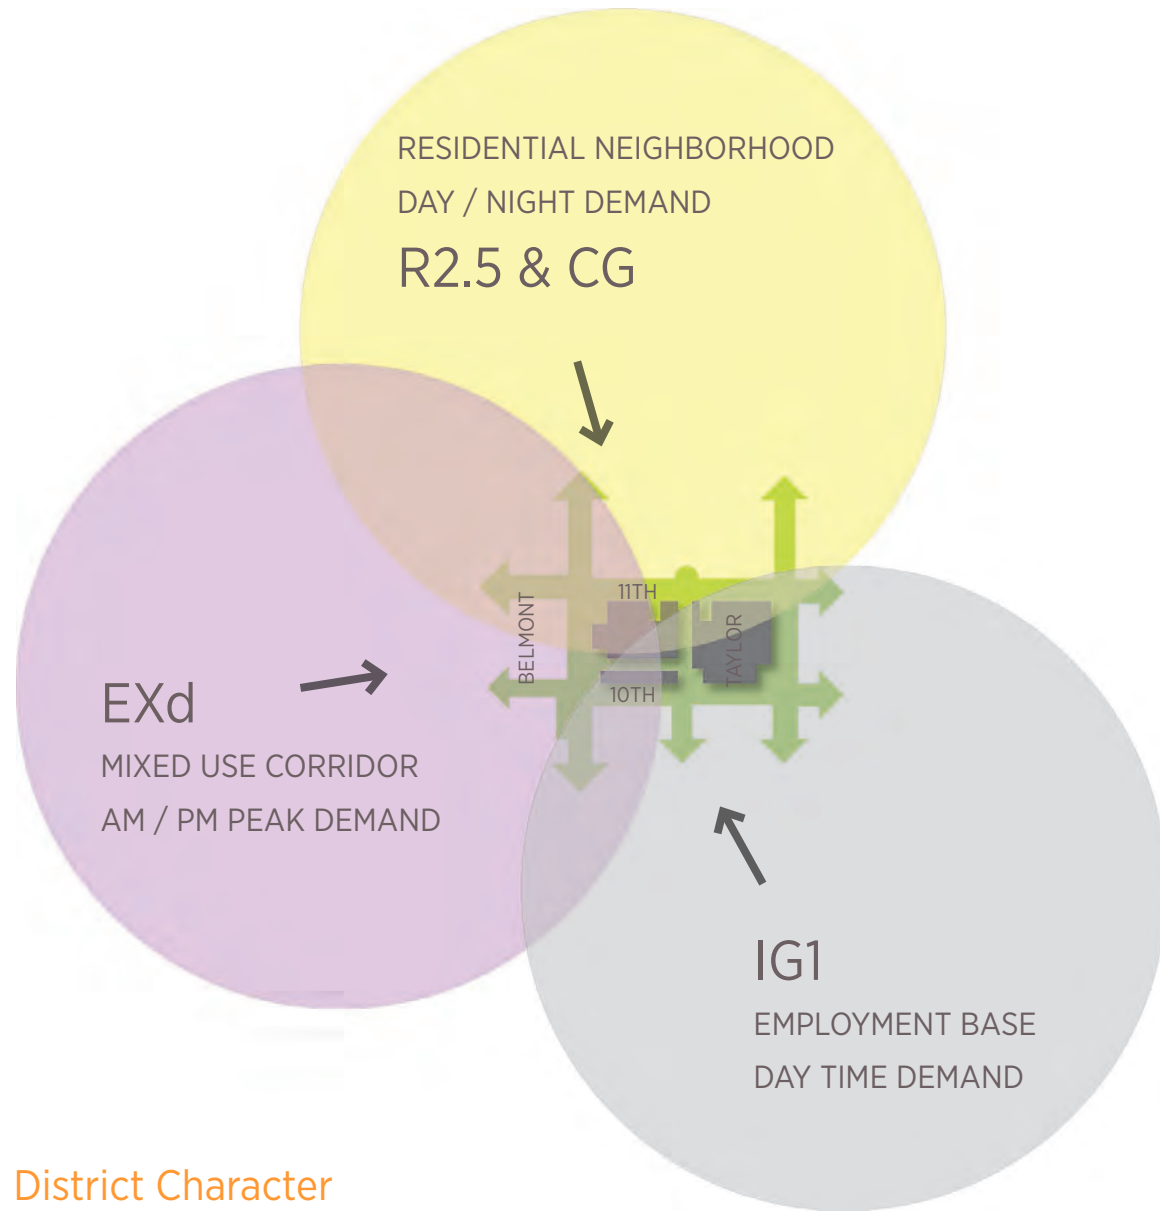 RESIDENTIAL NEIGHBORHOOD
DAY / NIGHT DEMAND
R2.5 & CG
11TH
BELMONT
TAYLOR
10TH
EXd
MIXED USE CORRIDOR
AM / PM PEAK DEMAND
IG1
EMPLOYMENT BASE
DAY TIME DEMAND
District Character